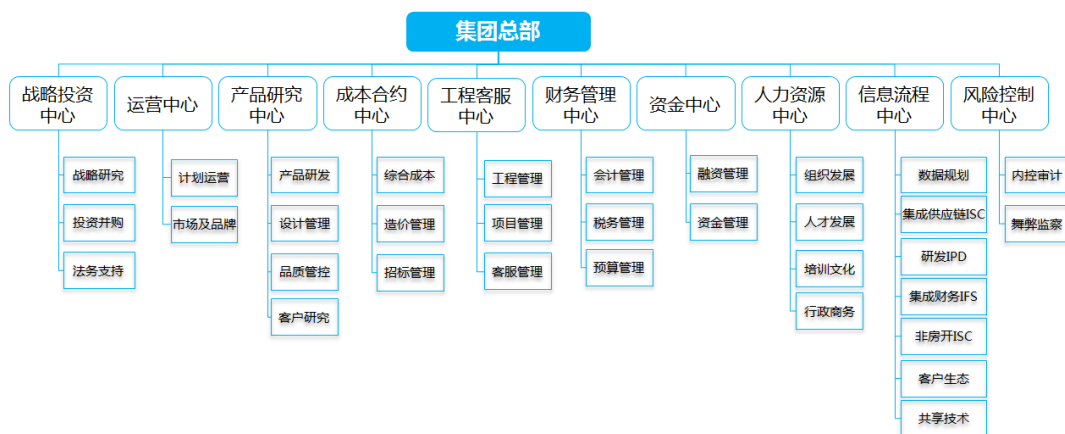 集团总部
战略投资
中心
运营中心
产品研究
中心
成本合约
中心
工程客服
中心
财务管理
中心
资金中心
人力资源
中心
信息流程
中心
风险控制
中心
战略研究
投资并购
法务支持
计划运营
市场及品牌
产品研发
设计管理
品质管控
客户研究
综合成本
造价管理
招标管理
工程管理
项目管理
客服管理
会计管理
税务管理
预算管理
融资管理
资金管理
组织发展
人才发展
培训文化
行政商务
数据规划
集成供应链ISC
研发IPD
集成财务IFS
非房开ISC
客户生态
共享技术
内控审计
舞弊监察